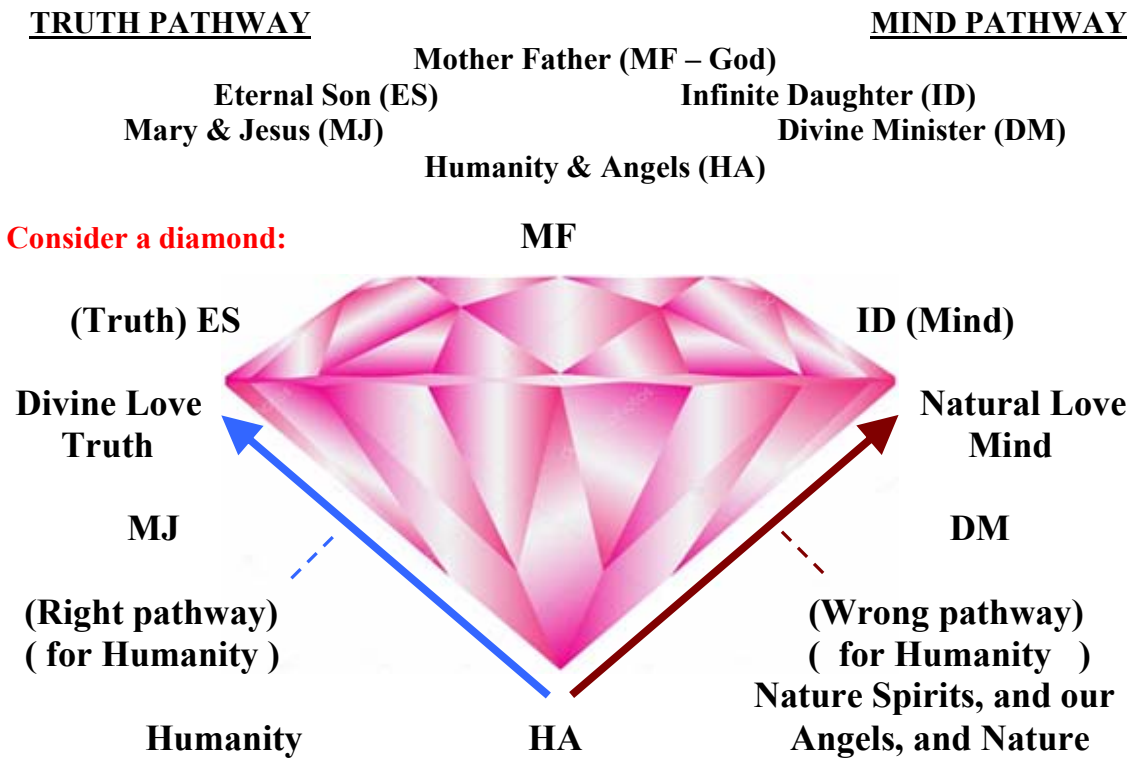 TRUTH PATHWAY MIND PATHWAY
Mother Father (MF – God)
Eternal Son (ES) Infinite Daughter (ID)
Mary & Jesus (MJ) Divine Minister (DM)
Humanity & Angels (HA)
Consider a diamond: MF
(Truth) ES ID (Mind)
Divine Love Natural Love
Truth Mind
MJ DM
(Right pathway) (Wrong pathway)
( for Humanity ) ( for Humanity )
Nature Spirits, and our
Humanity HA Angels, and Nature